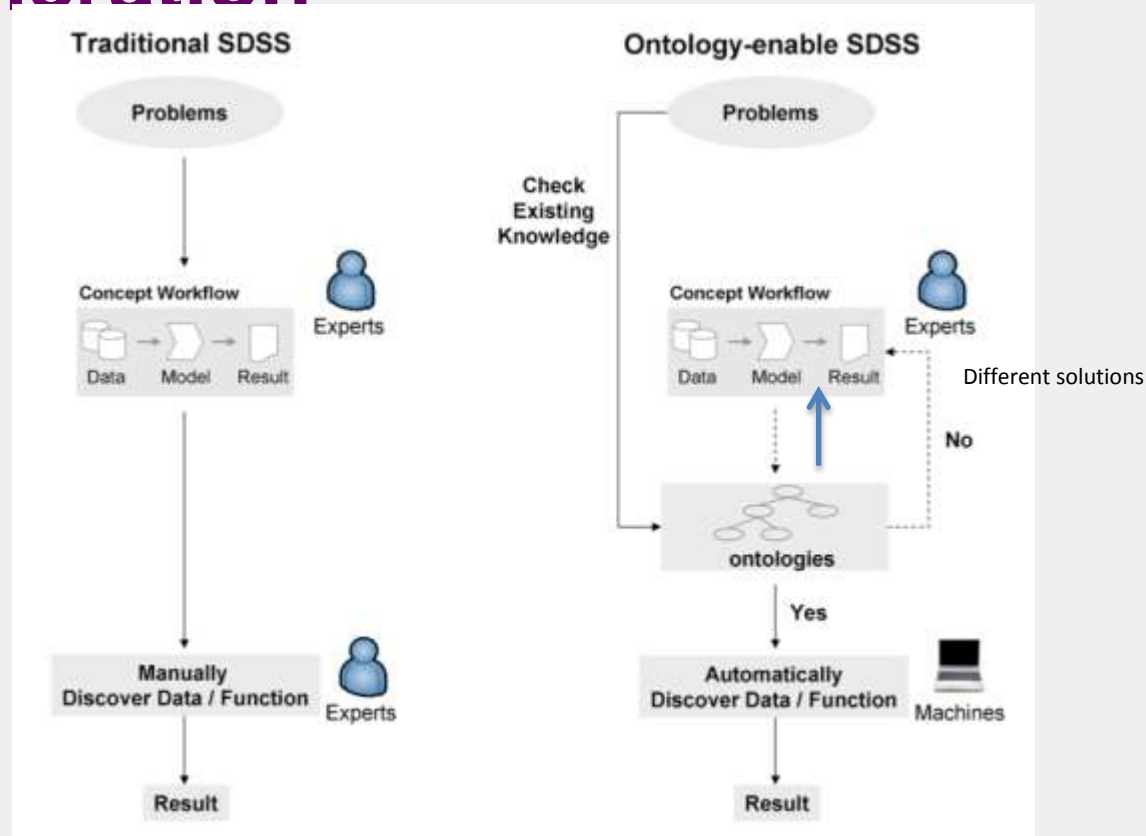 Traditional SDSS
Problems
Concept Workflow
Data Model Result
Experts
Manually
Discover Data / Function
Experts
Result
Ontology-enable SDSS
Problems
Check
Existing
Knowledge
Concept Workflow
Data Model Result
Experts
Different solutions
No
ontologies
Yes
Automatically
Discover Data / Function
Machines
Result